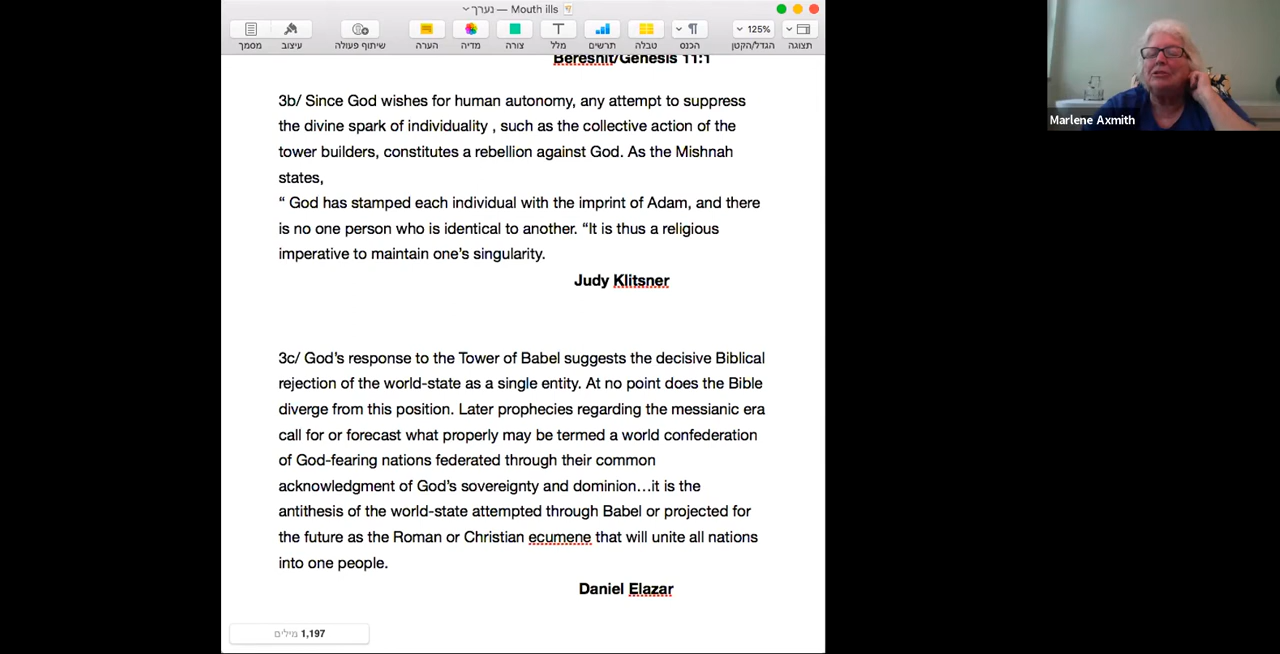 נערך — Mouth ills
מסמך
עיצוב
שיתוף פעולה
הערה
מדיה
צורה
מלל
תרשים
טבלה
הכנס
125%
הגדל/הקטן
תצוגה
Bereshit/Genesis 11:1
3b/ Since God wishes for human autonomy, any attempt to suppress
the divine spark of individuality , such as the collective action of the
tower builders, constitutes a rebellion against God. As the Mishnah
states,
“ God has stamped each individual with the imprint of Adam, and there
is no one person who is identical to another. “It is thus a religious
imperative to maintain one’s singularity.
Judy Klitsner
3c/ God’s response to the Tower of Babel suggests the decisive Biblical
rejection of the world-state as a single entity. At no point does the Bible
diverge from this position. Later prophecies regarding the messianic era
call for or forecast what properly may be termed a world confederation
of God-fearing nations federated through their common
acknowledgment of God’s sovereignty and dominion…it is the
antithesis of the world-state attempted through Babel or projected for
the future as the Roman or Christian ecumene that will unite all nations
into one people.
Daniel Elazar
1,197 מילים
Marlene Axmith